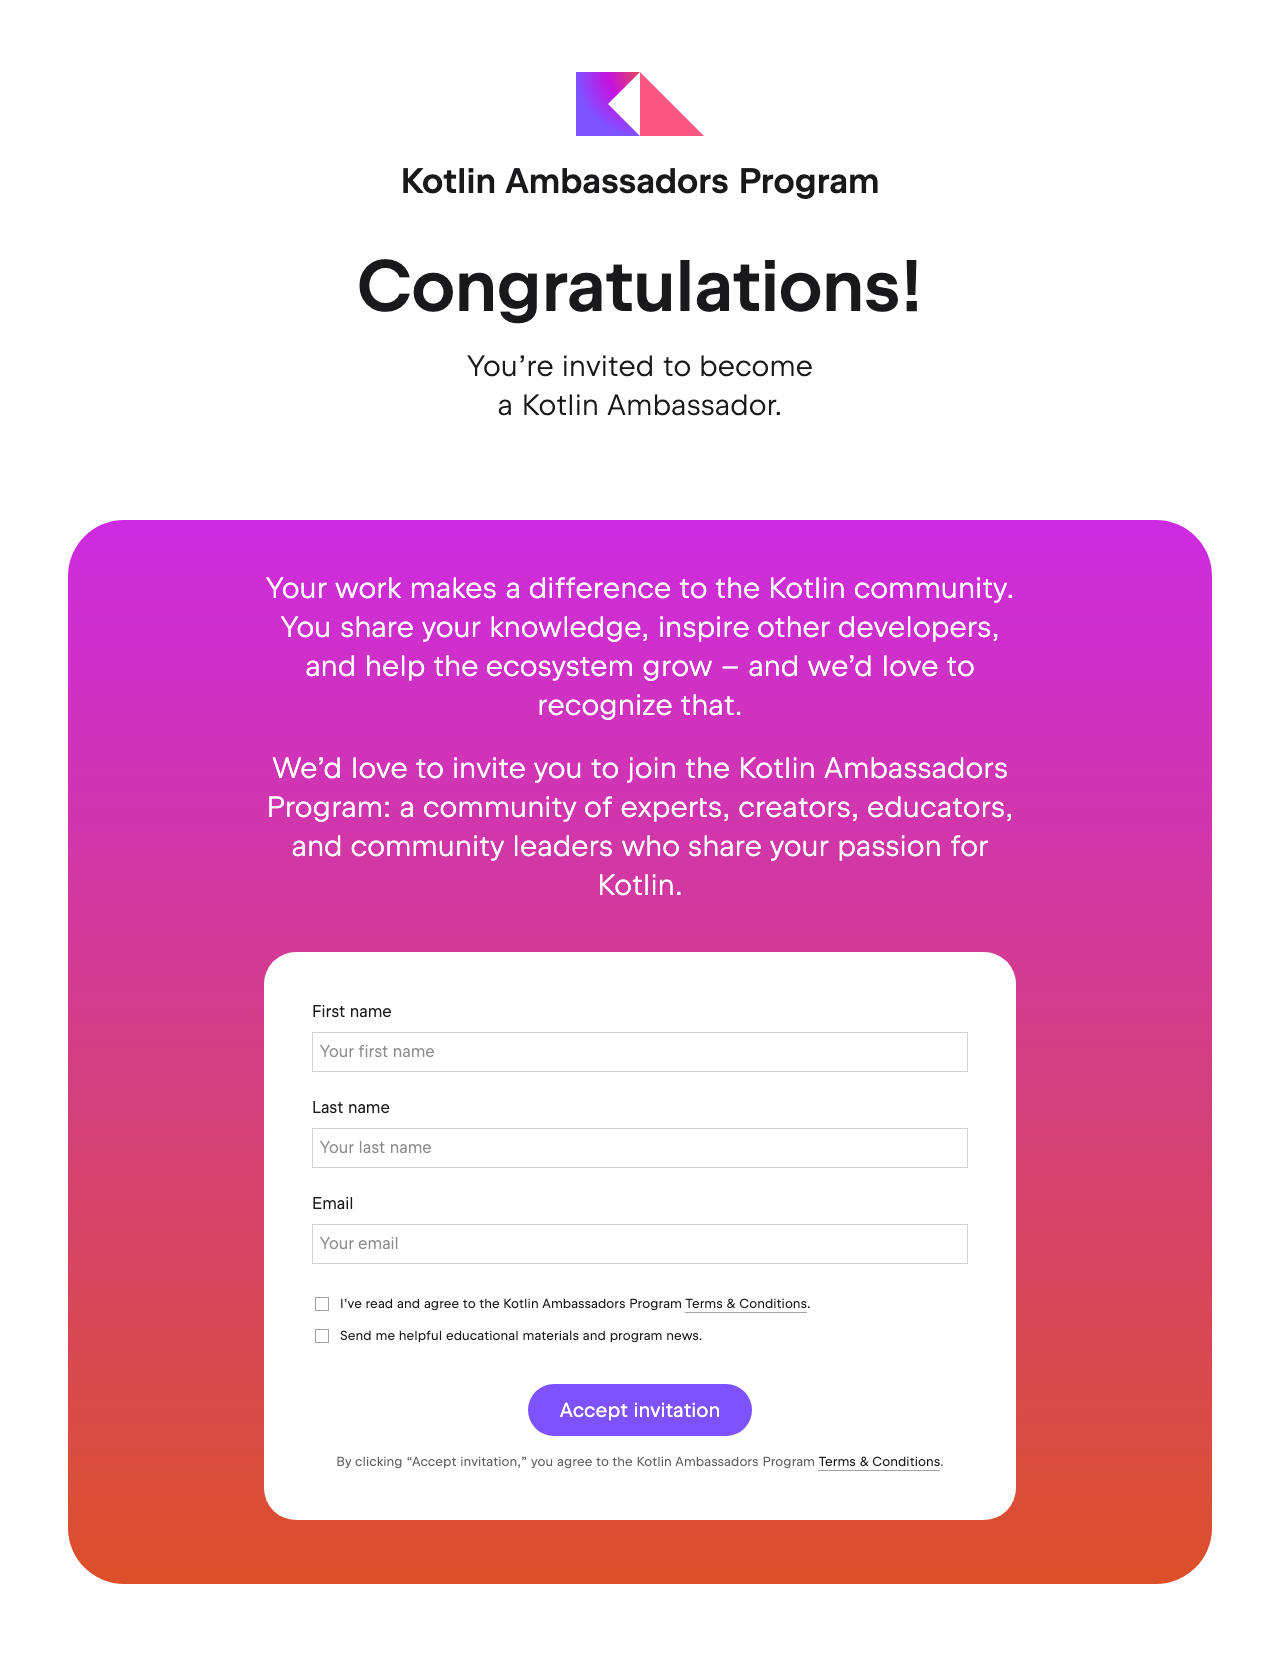 Kotlin Ambassadors Program
Congratulations!
You’re invited to become
a Kotlin Ambassador.
Your work makes a difference to the Kotlin community.
You share your knowledge, inspire other developers,
and help the ecosystem grow – and we’d love to
recognize that.
We’d love to invite you to join the Kotlin Ambassadors
Program: a community of experts, creators, educators,
and community leaders who share your passion for
Kotlin.
First name
Your first name
Last name
Your last name
Email
Your email
I’ve read and agree to the Kotlin Ambassadors Program Terms & Conditions.
Send me helpful educational materials and program news.
Accept invitation
By clicking “Accept invitation,” you agree to the Kotlin Ambassadors Program Terms & Conditions.